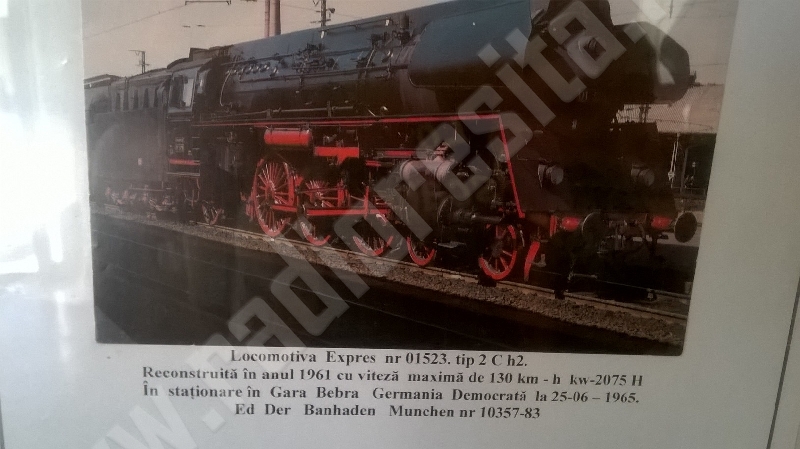 Locomotiva Expres nr 01523. tip 2 C h2.
Reconstruită în anul 1961 cu viteză maximă de 130 km - h kw-2075 H
În staționare în Gara Bebra Germania Democrată la 25-06 – 1965.
Ed Der Banhaden Munchen nr 10357-83